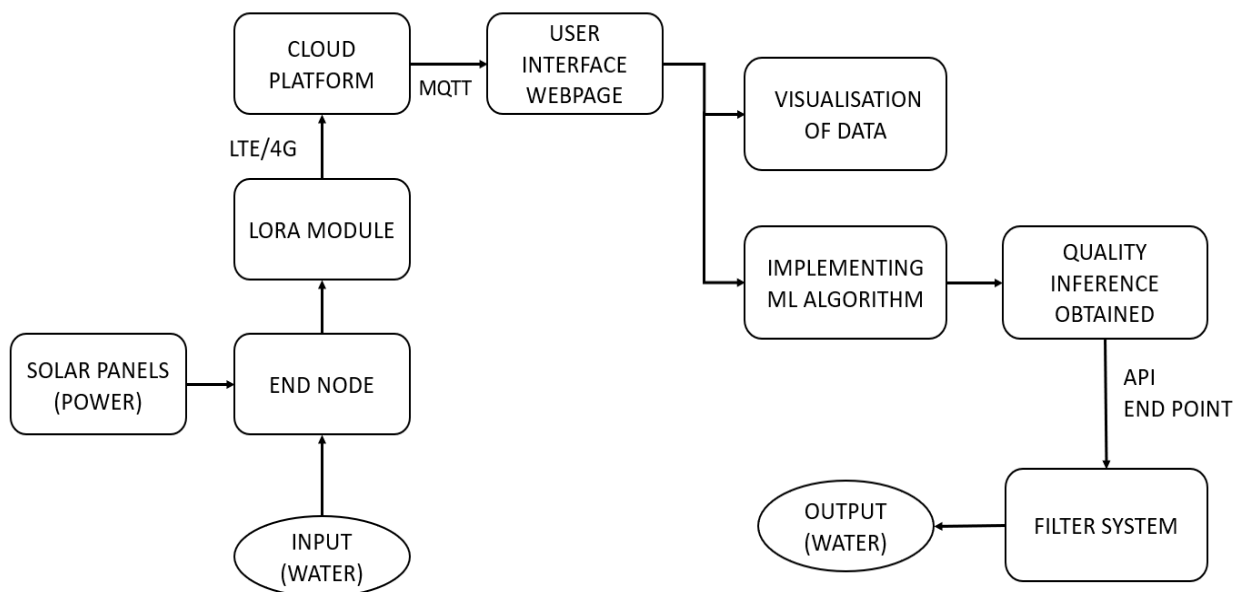 CLOUD
PLATFORM
MQTT
USER
INTERFACE
WEBPAGE
VISUALISATION
OF DATA
LTE/4G
LORA MODULE
IMPLEMENTING
ML ALGORITHM
QUALITY
INFERENCE
OBTAINED
SOLAR PANELS
(POWER)
END NODE
API
END POINT
INPUT
(WATER)
OUTPUT
(WATER)
FILTER SYSTEM